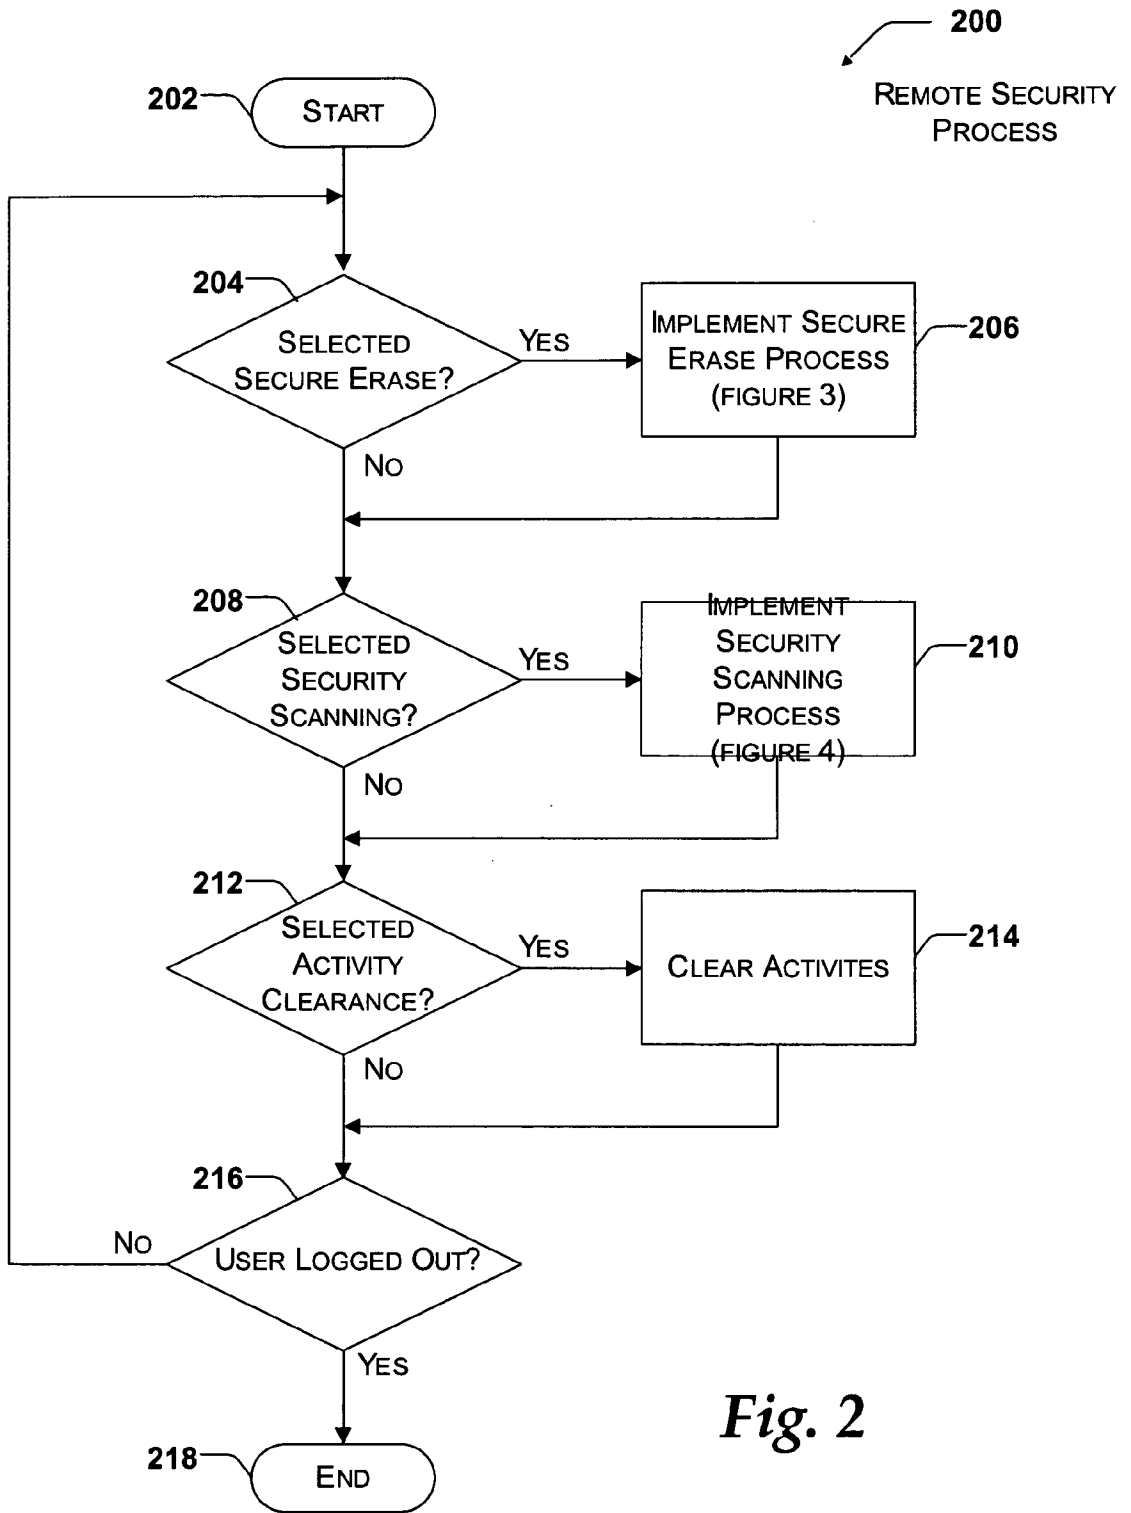 200
REMOTE SECURITY
PROCESS
202
START
204
SELECTED
SECURE ERASE?
YES
IMPLEMENT SECURE
ERASE PROCESS
(FIGURE 3)
206
NO
208
SELECTED
SECURITY
SCANNING?
YES
IMPLEMENT
SECURITY
SCANNING
PROCESS
(FIGURE 4)
210
NO
212
SELECTED
ACTIVITY
CLEARANCE?
YES
CLEAR ACTIVITES
214
NO
216
USER LOGGED OUT?
NO
YES
218
END
Fig. 2